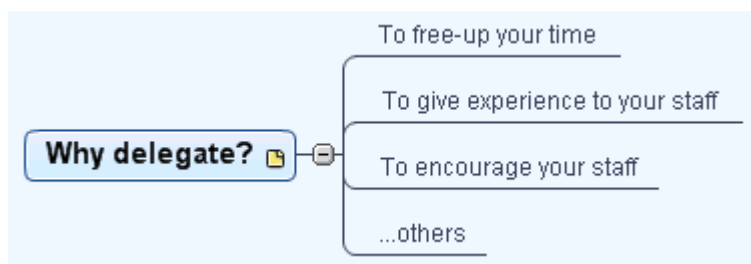 Why delegate?
To free-up your time
To give experience to your staff
To encourage your staff
...others